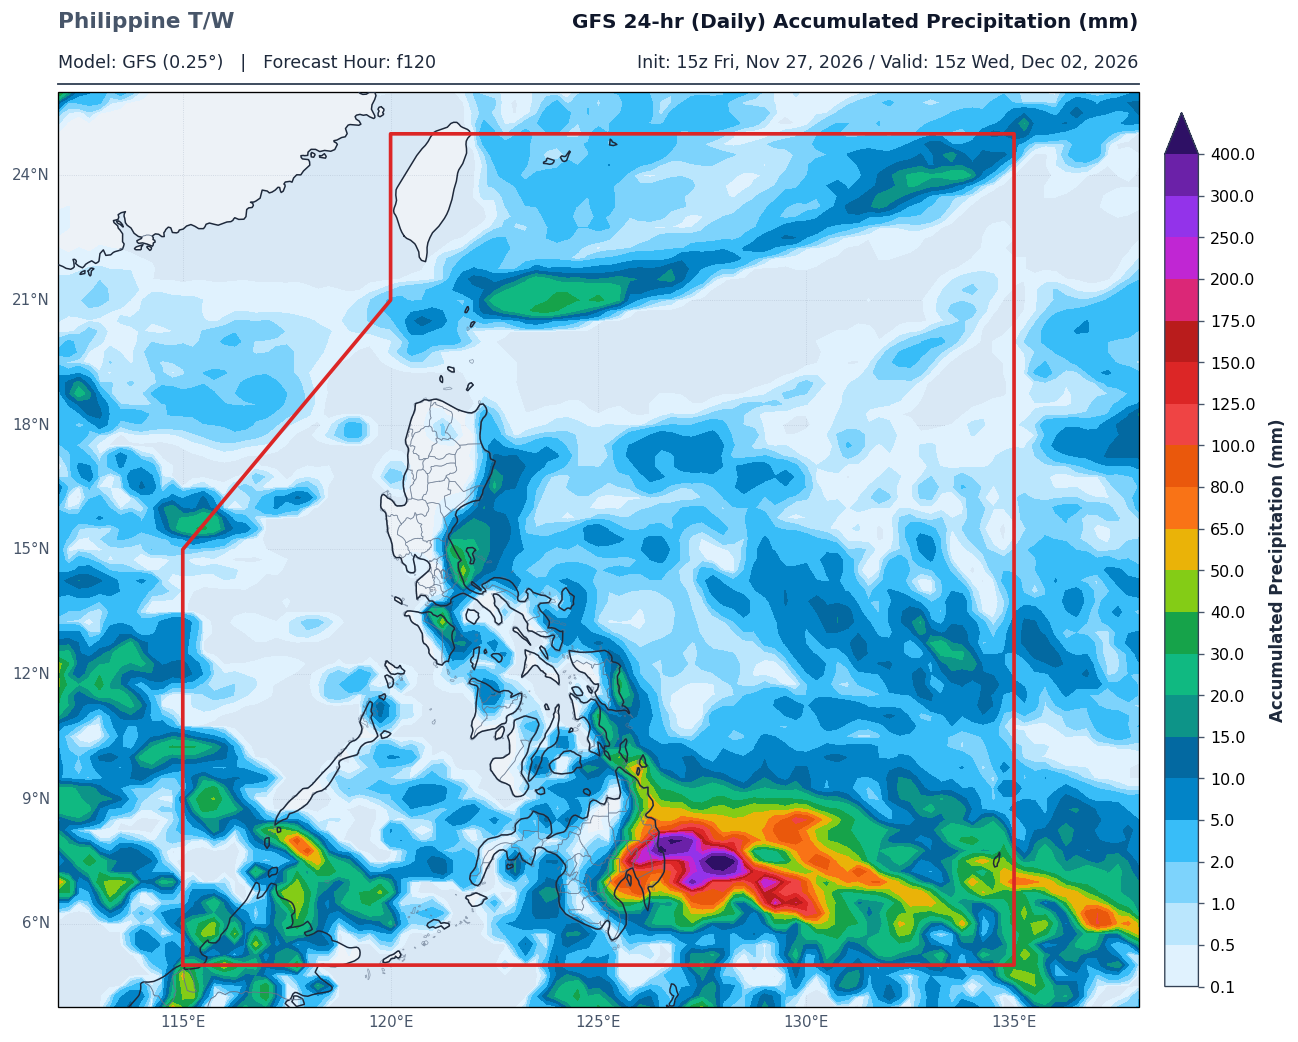 Philippine T/W
GFS 24-hr (Daily) Accumulated Precipitation (mm)
Model: GFS (0.25°)   |   Forecast Hour: f120
Init: 15z Fri, Nov 27, 2026 / Valid: 15z Wed, Dec 02, 2026
24°N
21°N
18°N
15°N
12°N
9°N
6°N
115°E
120°E
125°E
130°E
135°E
400.0
300.0
250.0
200.0
175.0
150.0
125.0
100.0
80.0
65.0
50.0
40.0
30.0
20.0
15.0
10.0
5.0
2.0
1.0
0.5
0.1
Accumulated Precipitation (mm)